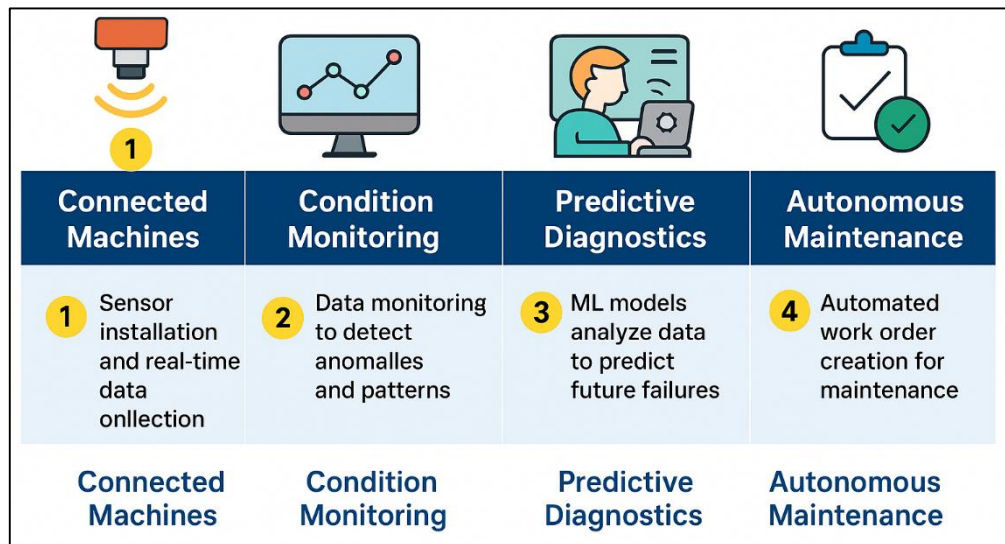 1
Connected
Machines
Condition
Monitoring
Predictive
Diagnostics
Autonomous
Maintenance
1
Sensor
installation
and real-time
data
onllection
2
Data monitoring
to detect
anomalles
and patterns
3
ML models
analyze data
to predict
future failures
4
Automated
work order
creation for
maintenance
Connected
Machines
Condition
Monitoring
Predictive
Diagnostics
Autonomous
Maintenance